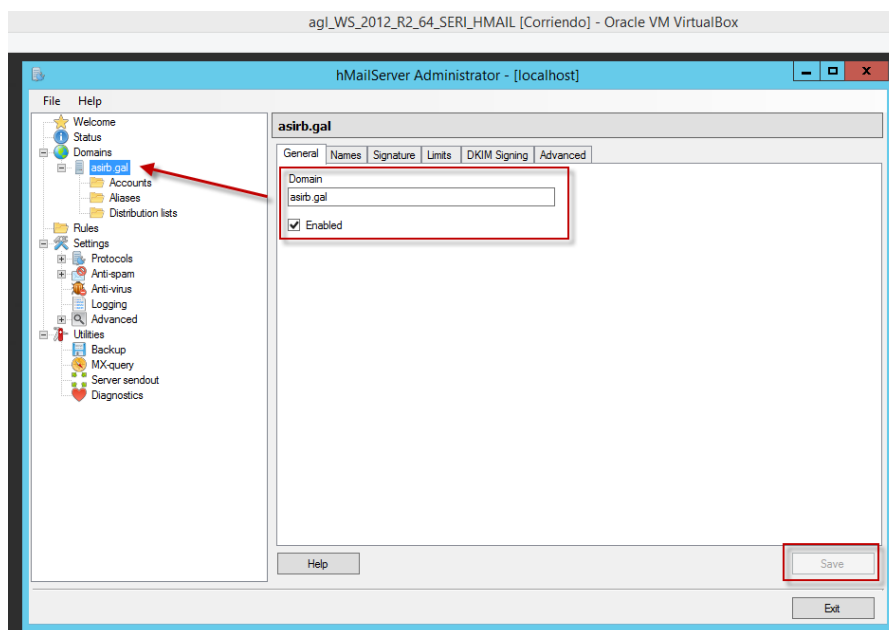 agl_WS_2012_R2_64_SERI_HMAIL [Corriendo] - Oracle VM VirtualBox
hMailServer Administrator - [localhost]
File Help
Welcome
Status
Domains
asirb.gal
Accounts
Aliases
Distribution lists
Rules
Settings
Protocols
Anti-spam
Anti-virus
Logging
Advanced
Utilities
Backup
MX-query
Server sendout
Diagnostics
asirb.gal
General Names Signature Limits DKIM Signing Advanced
Domain
asirb.gal
Enabled
Help Save
Exit